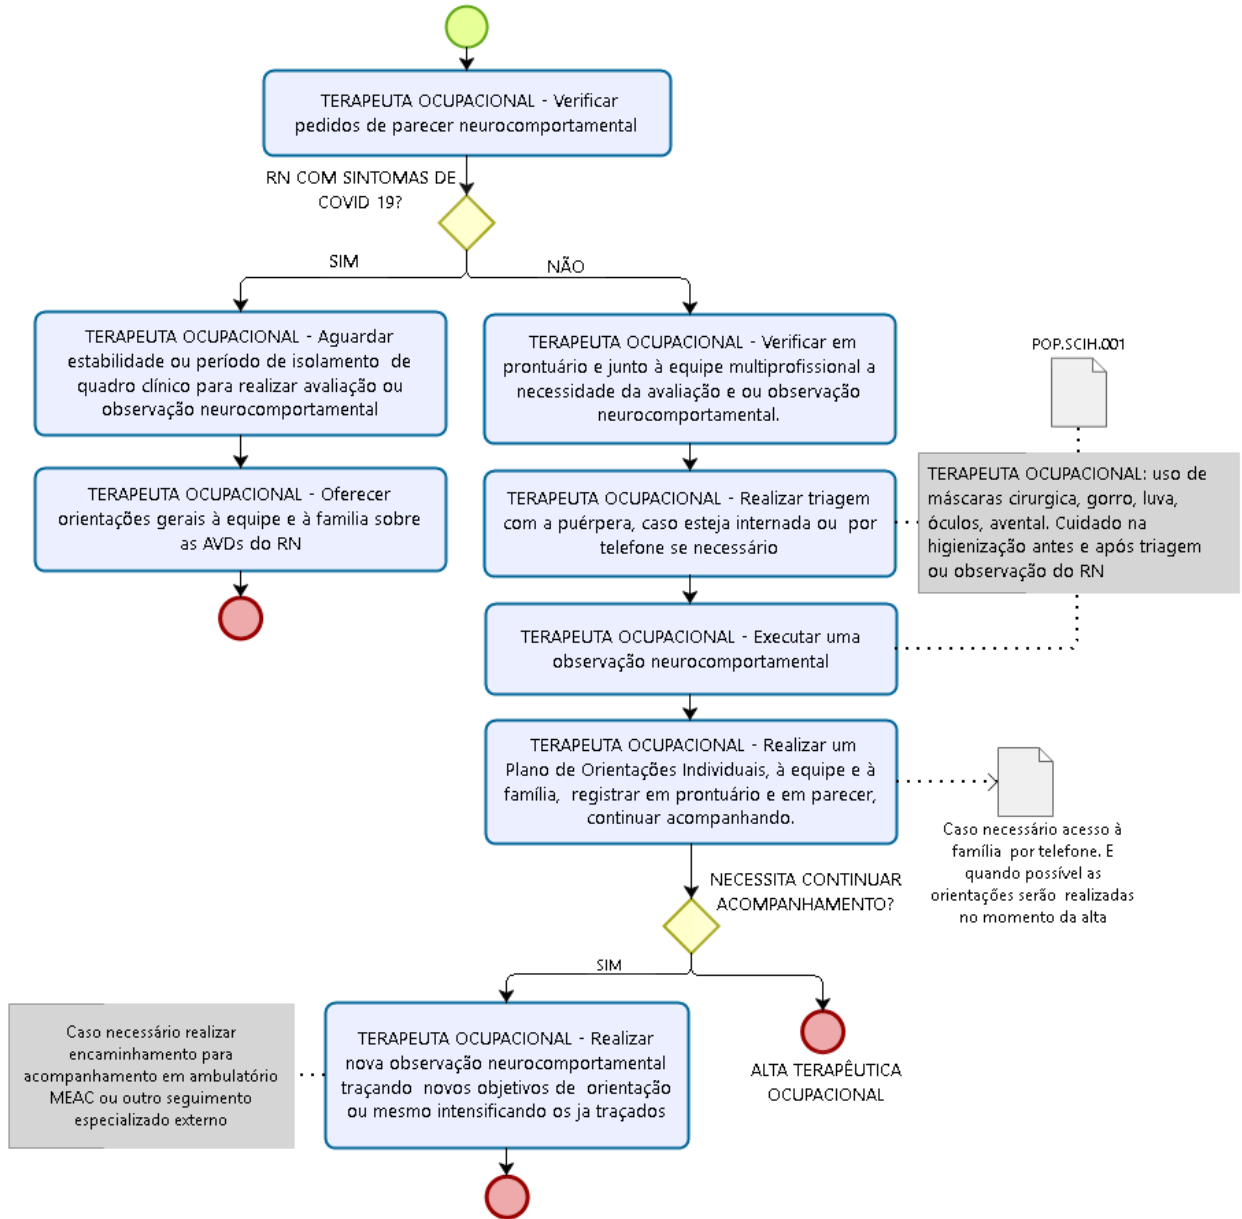 TERAPEUTA OCUPACIONAL - Verificar
pedidos de parecer neurocomportamental
RN COM SINTOMAS DE
COVID 19?
SIM
NÃO
TERAPEUTA OCUPACIONAL - Aguardar
estabilidade ou período de isolamento de
quadro clínico para realizar avaliação ou
observação neurocomportamental
TERAPEUTA OCUPACIONAL - Oferecer
orientações gerais à equipe e à familia sobre
as AVDs do RN
TERAPEUTA OCUPACIONAL - Verificar em
prontuário e junto à equipe multiprofissional a
necessidade da avaliação e ou observação
neurocomportamental.
POP.SCIH.001
TERAPEUTA OCUPACIONAL - Realizar triagem
com a puérpera, caso esteja internada ou por
telefone se necessário
TERAPEUTA OCUPACIONAL: uso de
máscaras cirurgica, gorro, luva,
óculos, avental. Cuidado na
higienização antes e após triagem
ou observação do RN
TERAPEUTA OCUPACIONAL - Executar uma
observação neurocomportamental
TERAPEUTA OCUPACIONAL - Realizar um
Plano de Orientações Individuais, à equipe e à
família, registrar em prontuário e em parecer,
continuar acompanhando.
Caso necessário acesso à
família por telefone. E
quando possível as
orientações serão realizadas
no momento da alta
NECESSITA CONTINUAR
ACOMPANHAMENTO?
SIM
Caso necessário realizar
encaminhamento para
acompanhamento em ambulatório
MEAC ou outro seguimento
especializado externo
TERAPEUTA OCUPACIONAL - Realizar
nova observação neurocomportamental
traçando novos objetivos de orientação
ou mesmo intensificando os ja traçados
ALTA TERAPÊUTICA
OCUPACIONAL